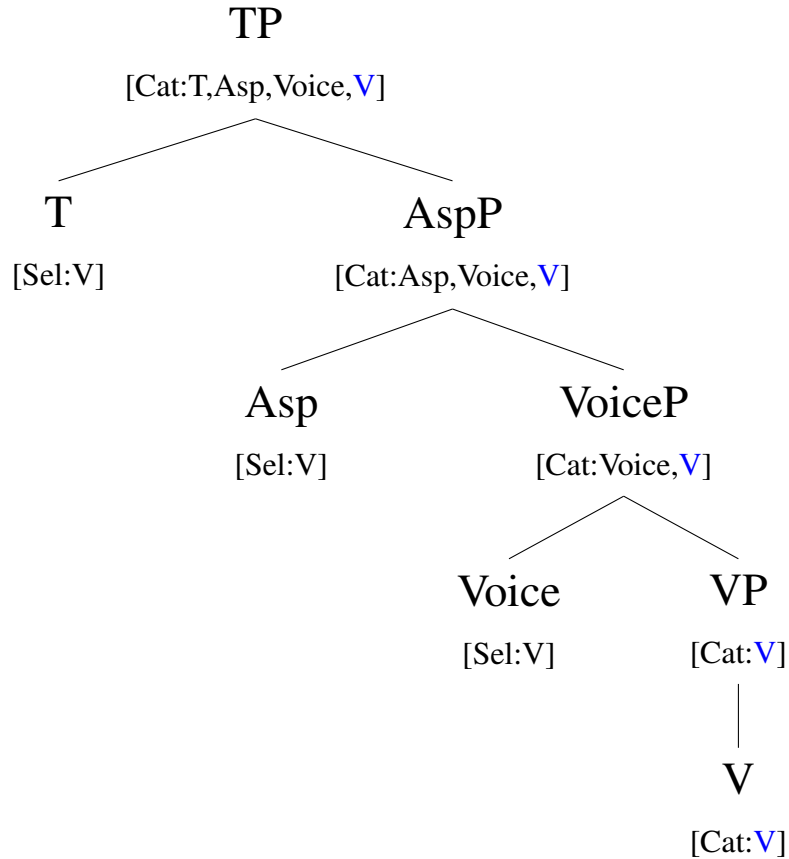 TP
[Cat:T,Asp,Voice,V]
T AspP
[Sel:V] [Cat:Asp,Voice,V]
Asp VoiceP
[Sel:V] [Cat:Voice,V]
Voice VP
[Sel:V] [Cat:V]
V
[Cat:V]